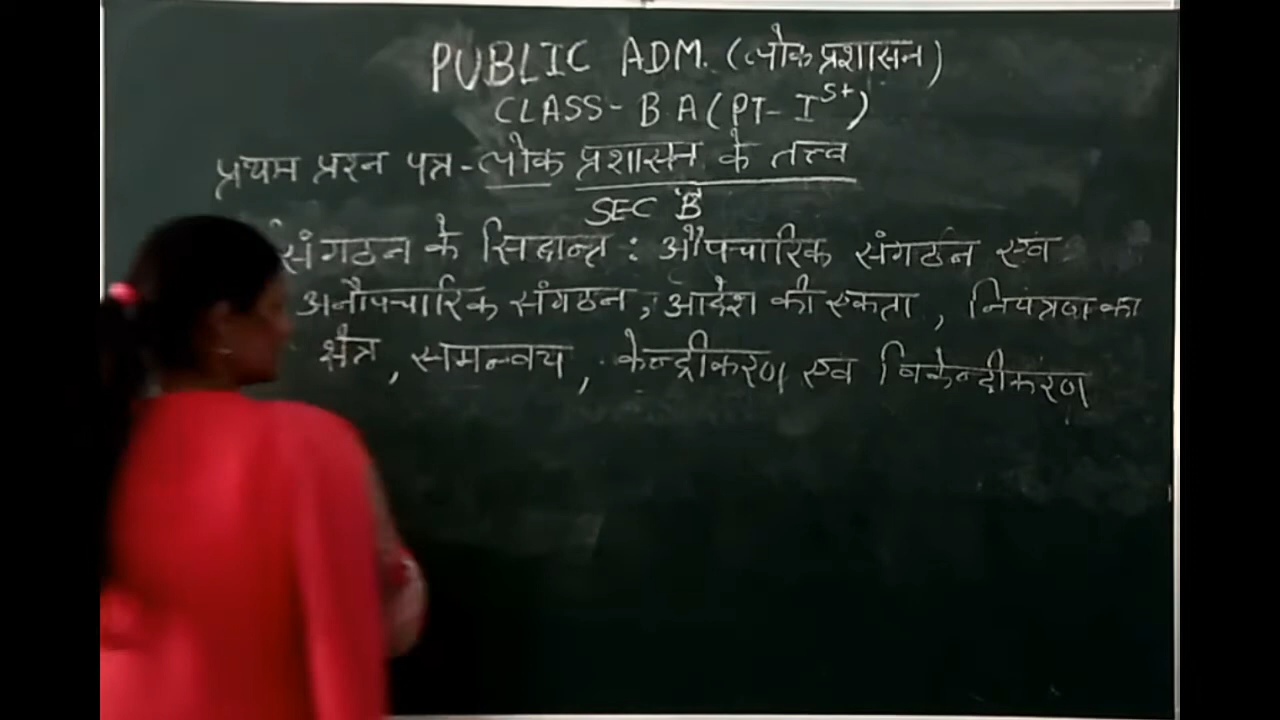 PUBLIC ADM. (लोक प्रशासन)
CLASS- B.A (PT- I st)
प्रथम प्रश्न पत्र - लोक प्रशासन के तत्त्व
SEC B
संगठन के सिद्धान्त : औपचारिक संगठन एवं
अनौपचारिक संगठन, आदेश की एकता, नियंत्रण का
क्षेत्र, समन्वय, केन्द्रीकरण एवं विकेन्द्रीकरण